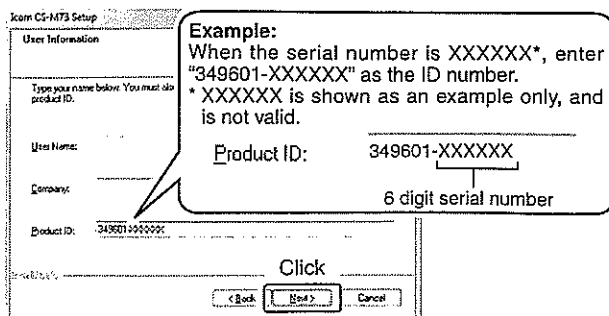 Icom CS-M73 Setup
User Information
Example:
When the serial number is XXXXXX*, enter
"349601-XXXXXX" as the ID number.
* XXXXXX is shown as an example only, and
is not valid.
Product ID: 349601-XXXXXX
6 digit serial number
Type your name below. You must also
product ID.
User Name:
Company:
Product ID: 349601-XXXXXX
Click
< Back Next > Cancel